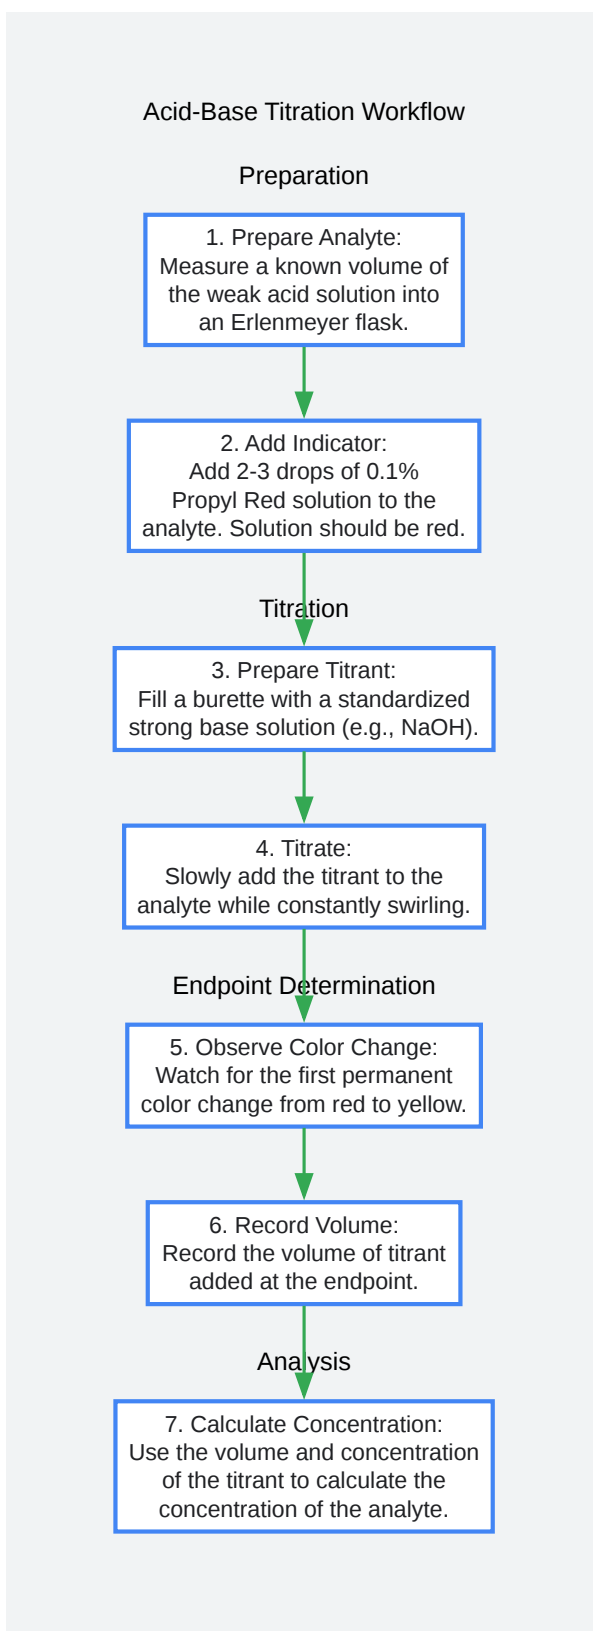 Acid-Base Titration Workflow
Preparation
1. Prepare Analyte:
Measure a known volume of
the weak acid solution into
an Erlenmeyer flask.
2. Add Indicator:
Add 2-3 drops of 0.1%
Propyl Red solution to the
analyte. Solution should be red.
Titration
3. Prepare Titrant:
Fill a burette with a standardized
strong base solution (e.g., NaOH).
4. Titrate:
Slowly add the titrant to the
analyte while constantly swirling.
Endpoint Determination
5. Observe Color Change:
Watch for the first permanent
color change from red to yellow.
6. Record Volume:
Record the volume of titrant
added at the endpoint.
Analysis
7. Calculate Concentration:
Use the volume and concentration
of the titrant to calculate the
concentration of the analyte.